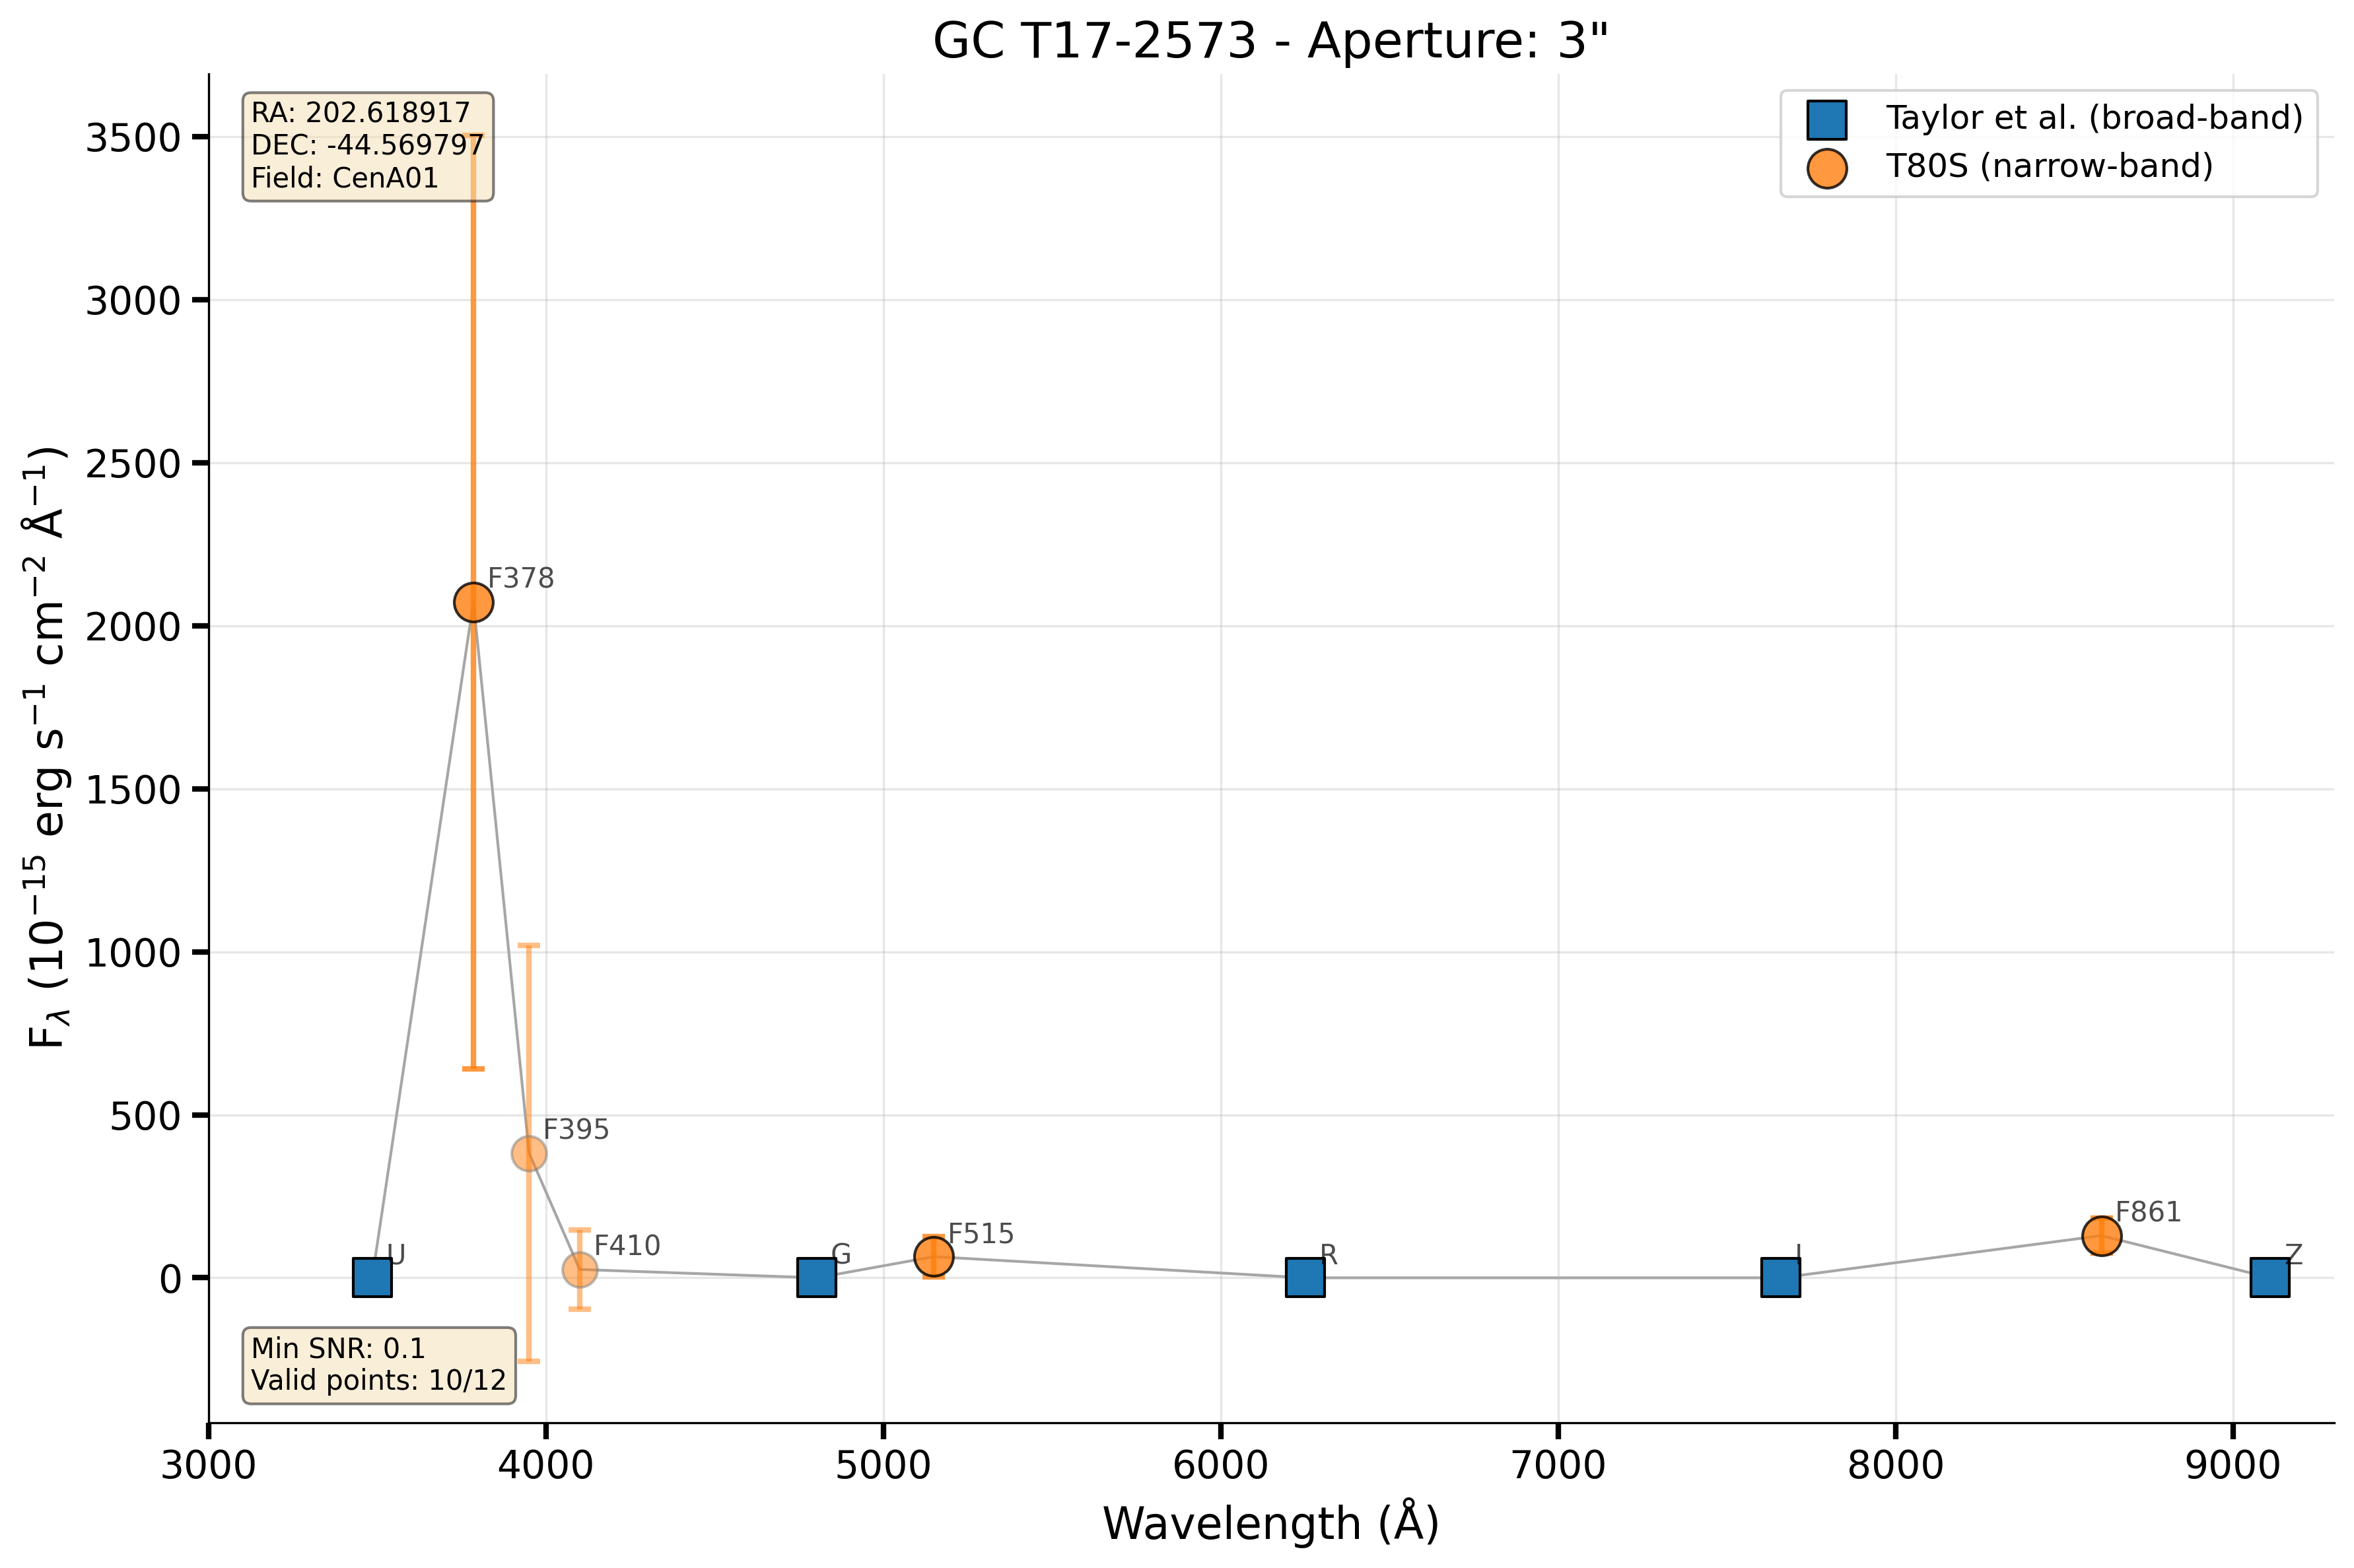 GC T17-2573 - Aperture: 3"
RA: 202.618917
DEC: -44.569797
Field: CenA01
Taylor et al. (broad-band)
T80S (narrow-band)
3500
3000
2500
2000
1500
1000
500
0
F_λ (10⁻¹⁵ erg s⁻¹ cm⁻² Å⁻¹)
F378
F395
F410
U
G
F515
R
I
F861
Z
Min SNR: 0.1
Valid points: 10/12
3000 4000 5000 6000 7000 8000 9000
Wavelength (Å)